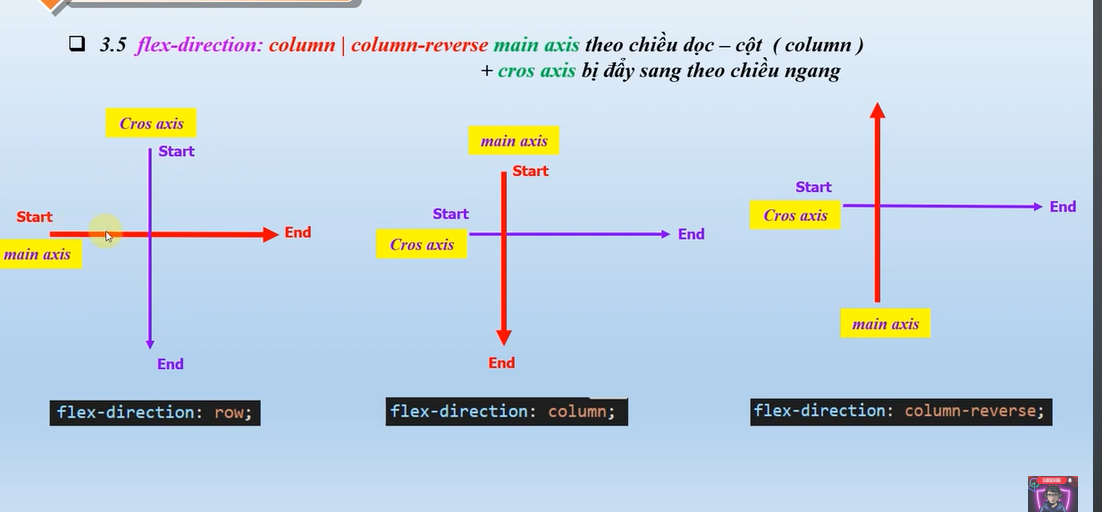 3.5 flex-direction: column | column-reverse main axis theo chiều dọc – cột ( column )
+ cros axis bị đẩy sang theo chiều ngang
Cros axis
Start
Start
End
main axis
End
flex-direction: row;
main axis
Start
Start
Cros axis
End
End
flex-direction: column;
Start
Cros axis
End
main axis
flex-direction: column-reverse;
SUBSCRIBE